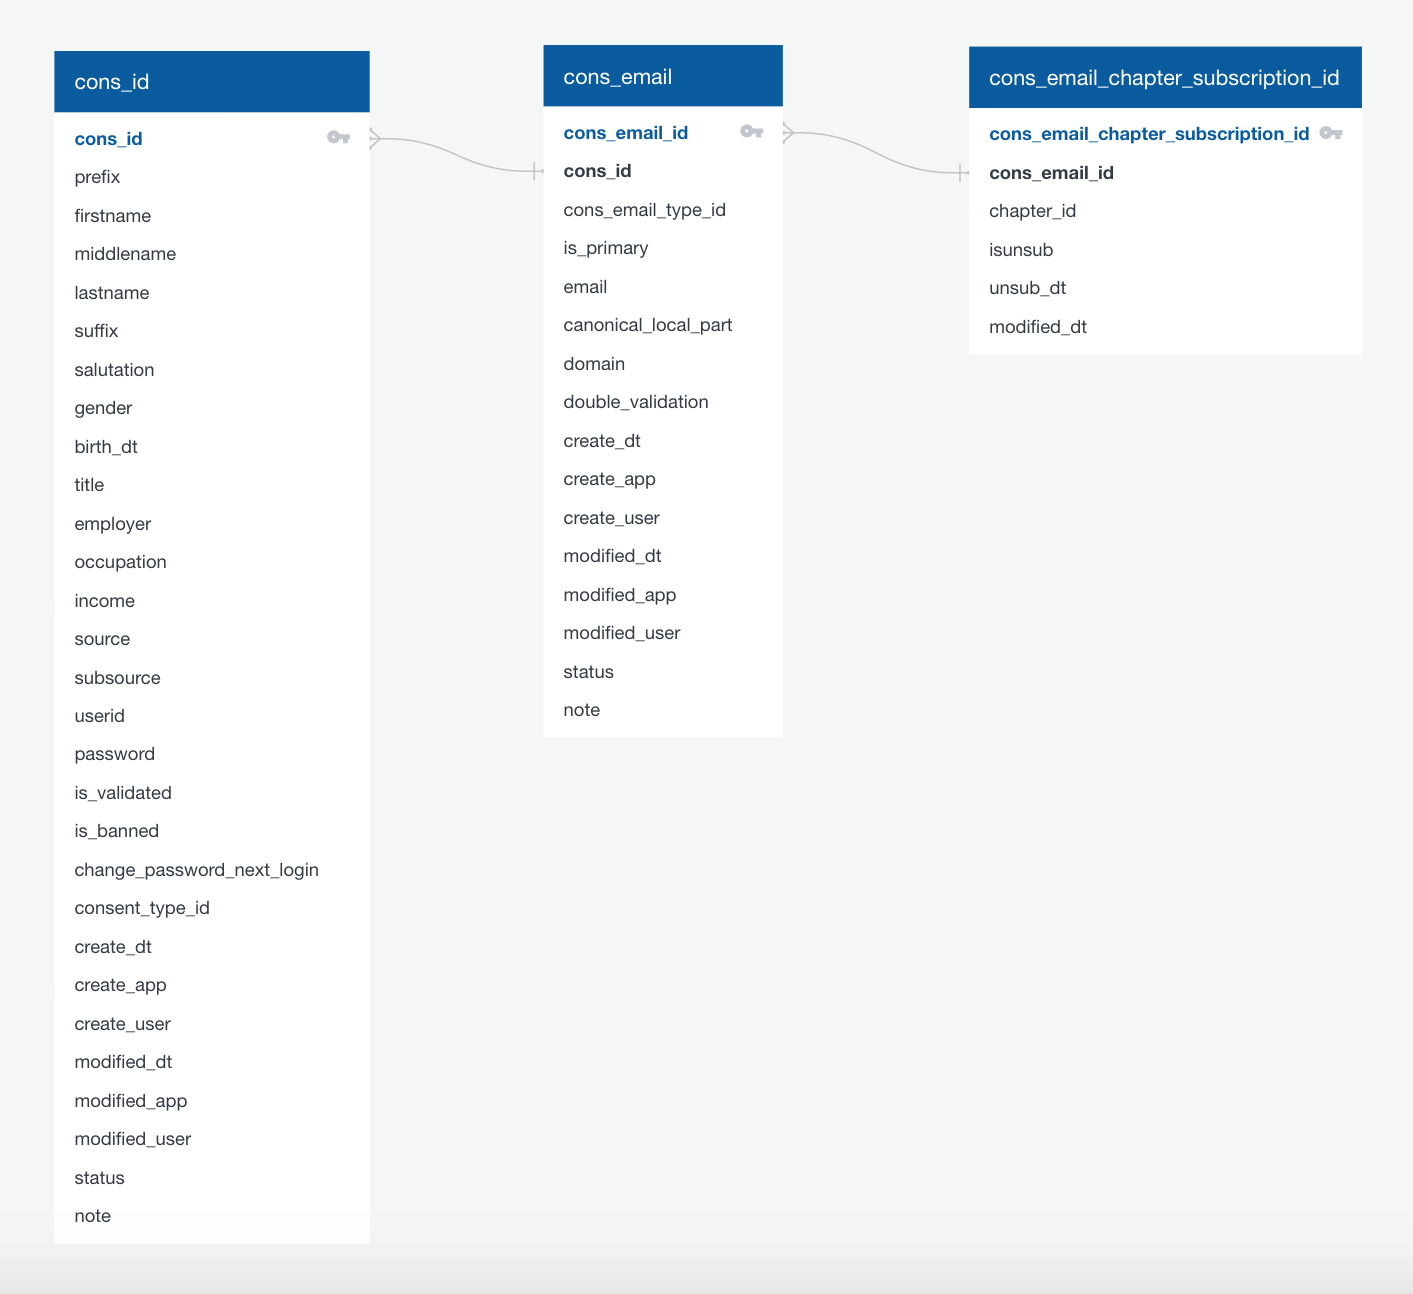 cons_id
cons_id
prefix
firstname
middlename
lastname
suffix
salutation
gender
birth_dt
title
employer
occupation
income
source
subsource
userid
password
is_validated
is_banned
change_password_next_login
consent_type_id
create_dt
create_app
create_user
modified_dt
modified_app
modified_user
status
note
cons_email
cons_email_id
cons_id
cons_email_type_id
is_primary
email
canonical_local_part
domain
double_validation
create_dt
create_app
create_user
modified_dt
modified_app
modified_user
status
note
cons_email_chapter_subscription_id
cons_email_chapter_subscription_id
cons_email_id
chapter_id
isunsub
unsub_dt
modified_dt